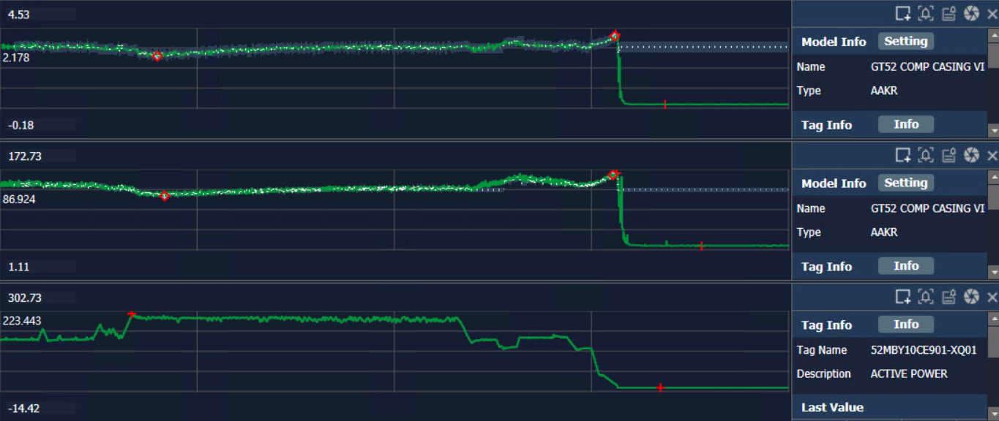 4.53
2.178
-0.18
Model Info Setting
Name GT52 COMP CASING VI
Type AAKR
Tag Info Info
172.73
86.924
1.11
Model Info Setting
Name GT52 COMP CASING VI
Type AAKR
Tag Info Info
302.73
223.443
-14.42
Tag Info Info
Tag Name 52MBY10CE901-XQ01
Description ACTIVE POWER
Last Value